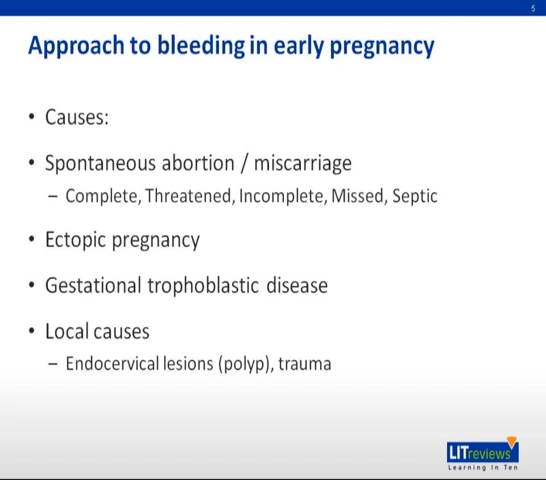 5
Approach to bleeding in early pregnancy
• Causes:
• Spontaneous abortion / miscarriage
– Complete, Threatened, Incomplete, Missed, Septic
• Ectopic pregnancy
• Gestational trophoblastic disease
• Local causes
– Endocervical lesions (polyp), trauma
LITreviews
Learning In Ten